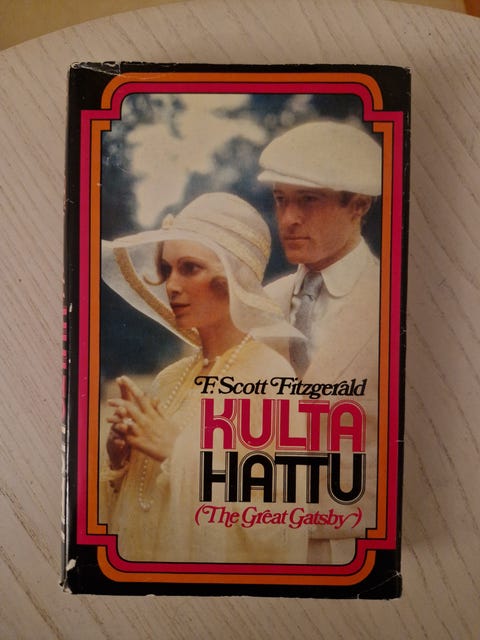 F. Scott Fitzgerald
KULTA
HATTU
(The Great Gatsby)